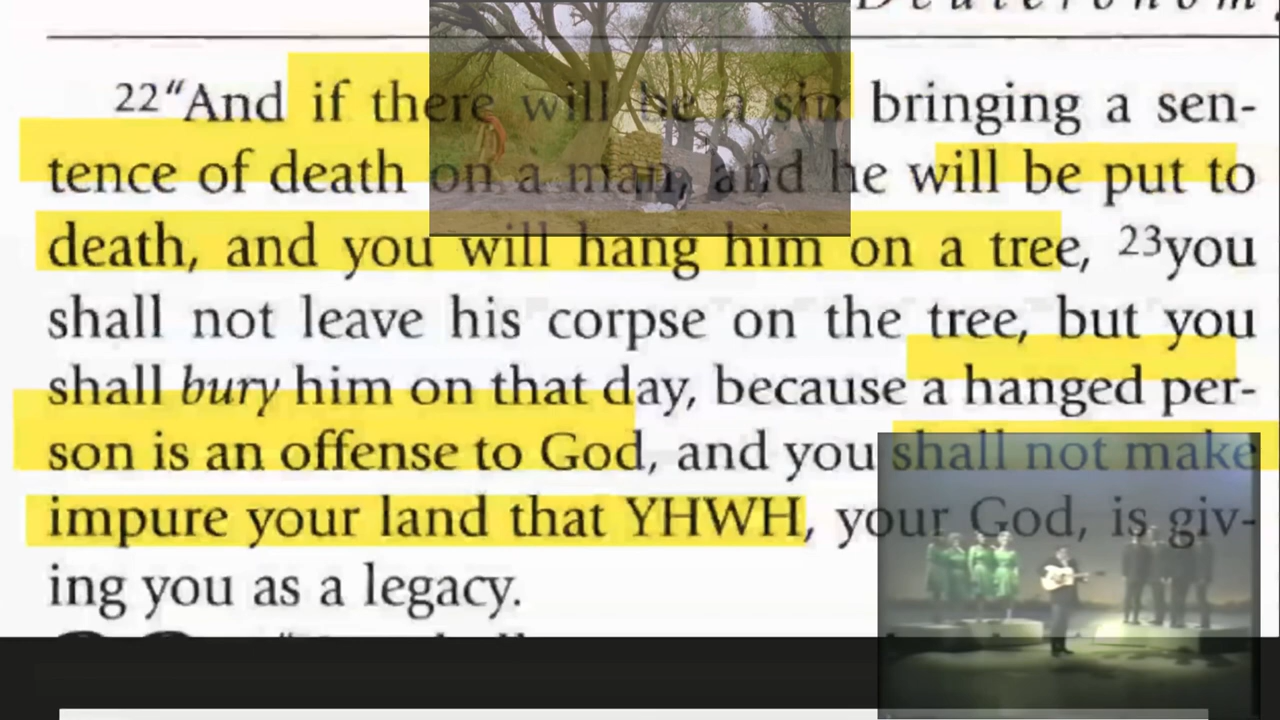 Deuteronom
22“And if there will be a sin bringing a sen-
tence of death on a man, and he will be put to
death, and you will hang him on a tree, 23you
shall not leave his corpse on the tree, but you
shall bury him on that day, because a hanged per-
son is an offense to God, and you shall not make
impure your land that YHWH, your God, is giv-
ing you as a legacy.